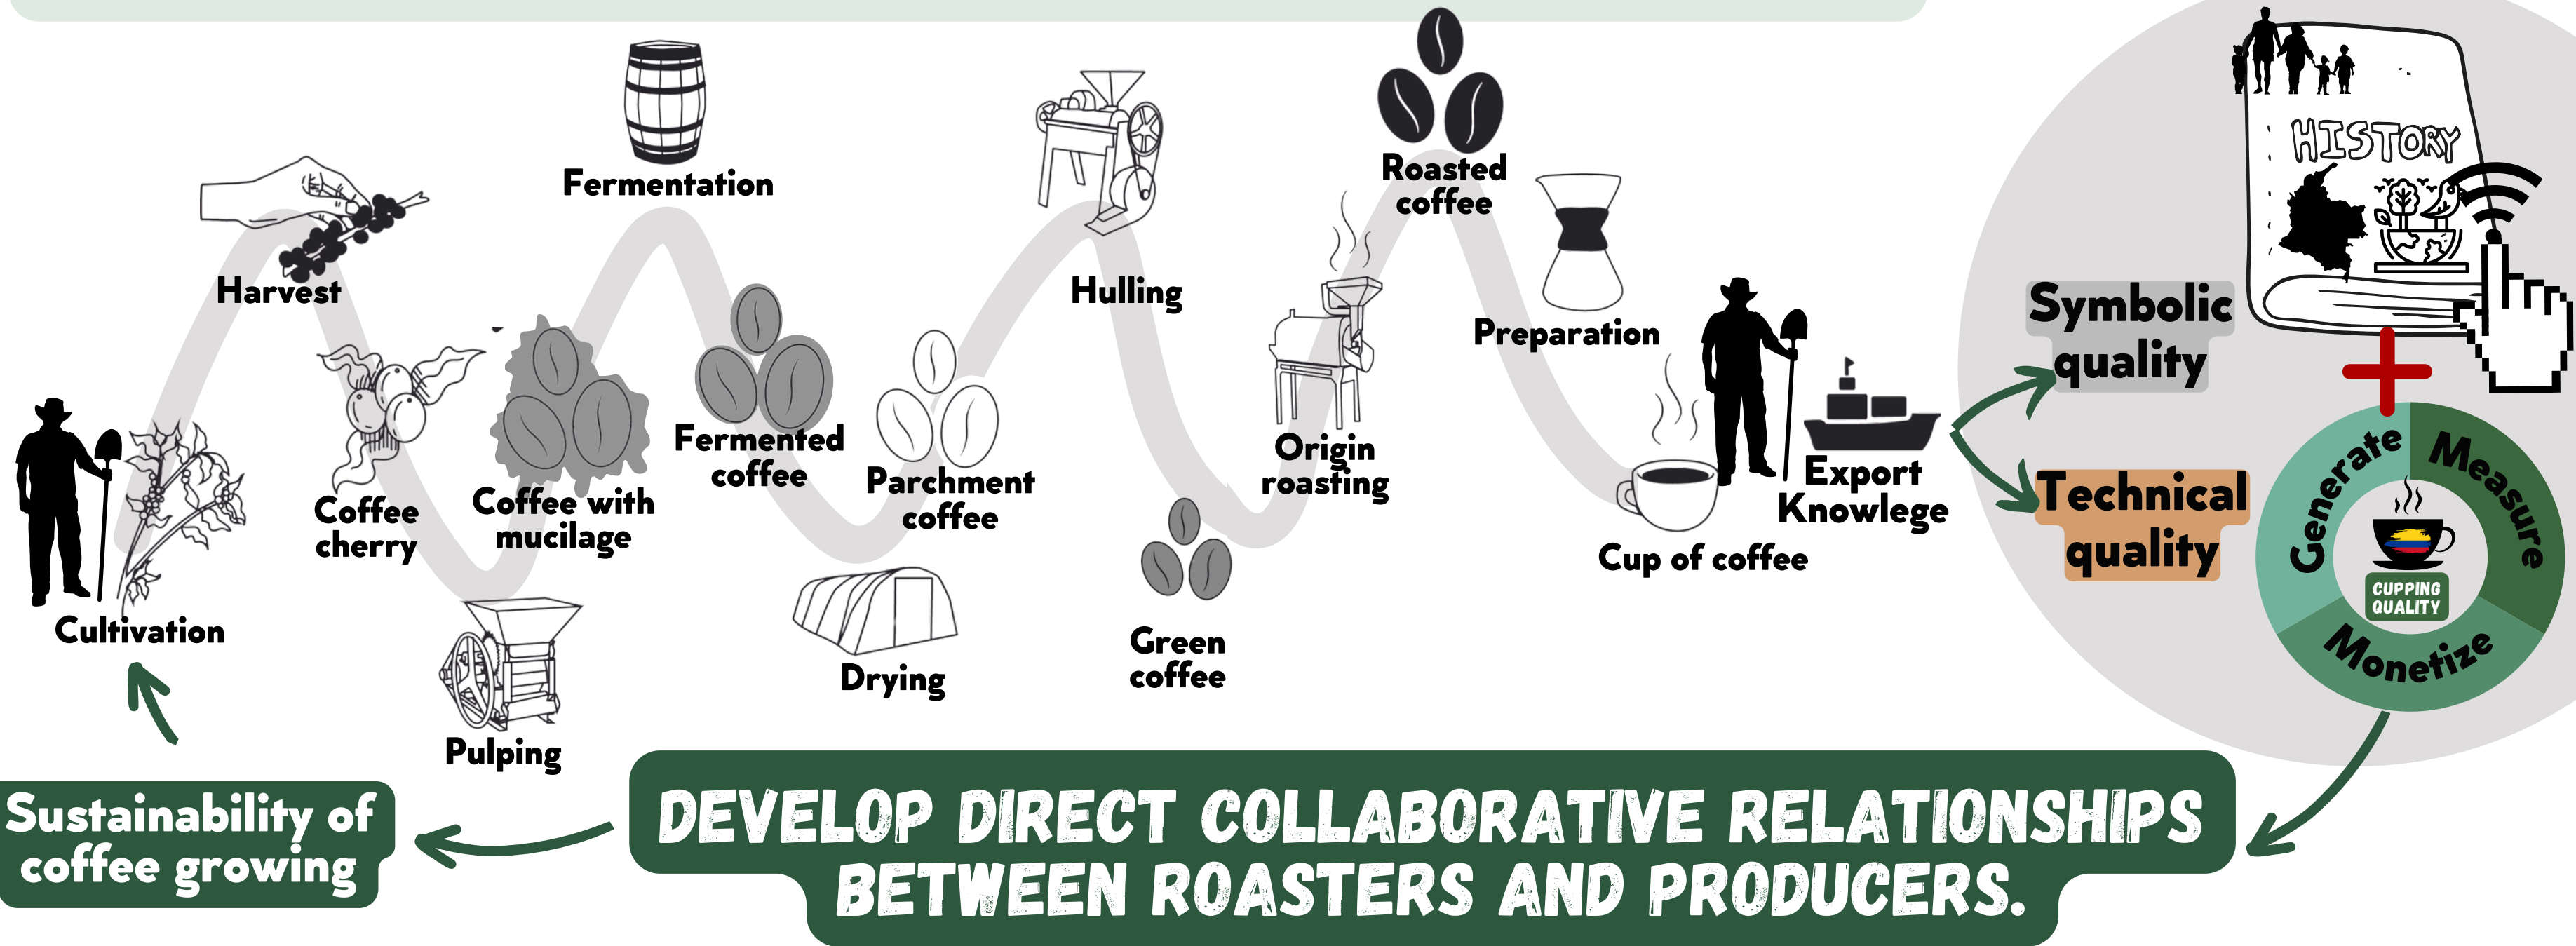 Harvest
Fermentation
Hulling
Roasted
coffee
Preparation
Cultivation
Coffee
cherry
Coffee with
mucilage
Pulping
Fermented
coffee
Parchment
coffee
Drying
Green
coffee
Origin
roasting
Cup of coffee
Export
Knowlege
Symbolic
quality
Technical
quality
HISTORY
Generate
Measure
Monetize
CUPPING
QUALITY
DEVELOP DIRECT COLLABORATIVE RELATIONSHIPS
BETWEEN ROASTERS AND PRODUCERS.
Sustainability of
coffee growing